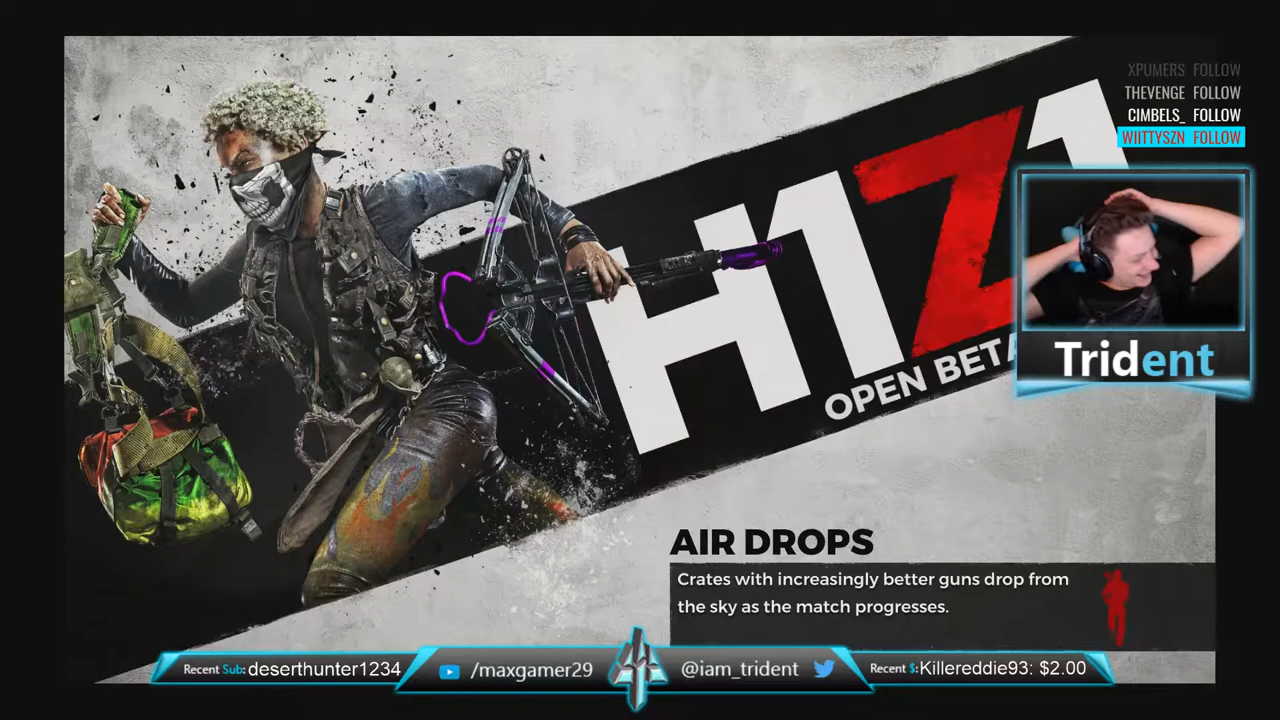 XPUMERS FOLLOW
THEVENGE FOLLOW
CIMBELS_ FOLLOW
WIITTYSZN FOLLOW
H1Z1
OPEN BETA
Trident
AIR DROPS
Crates with increasingly better guns drop from
the sky as the match progresses.
Recent Sub: deserthunter1234
/maxgamer29
@iam_trident
Recent $: Killereddie93: $2.00